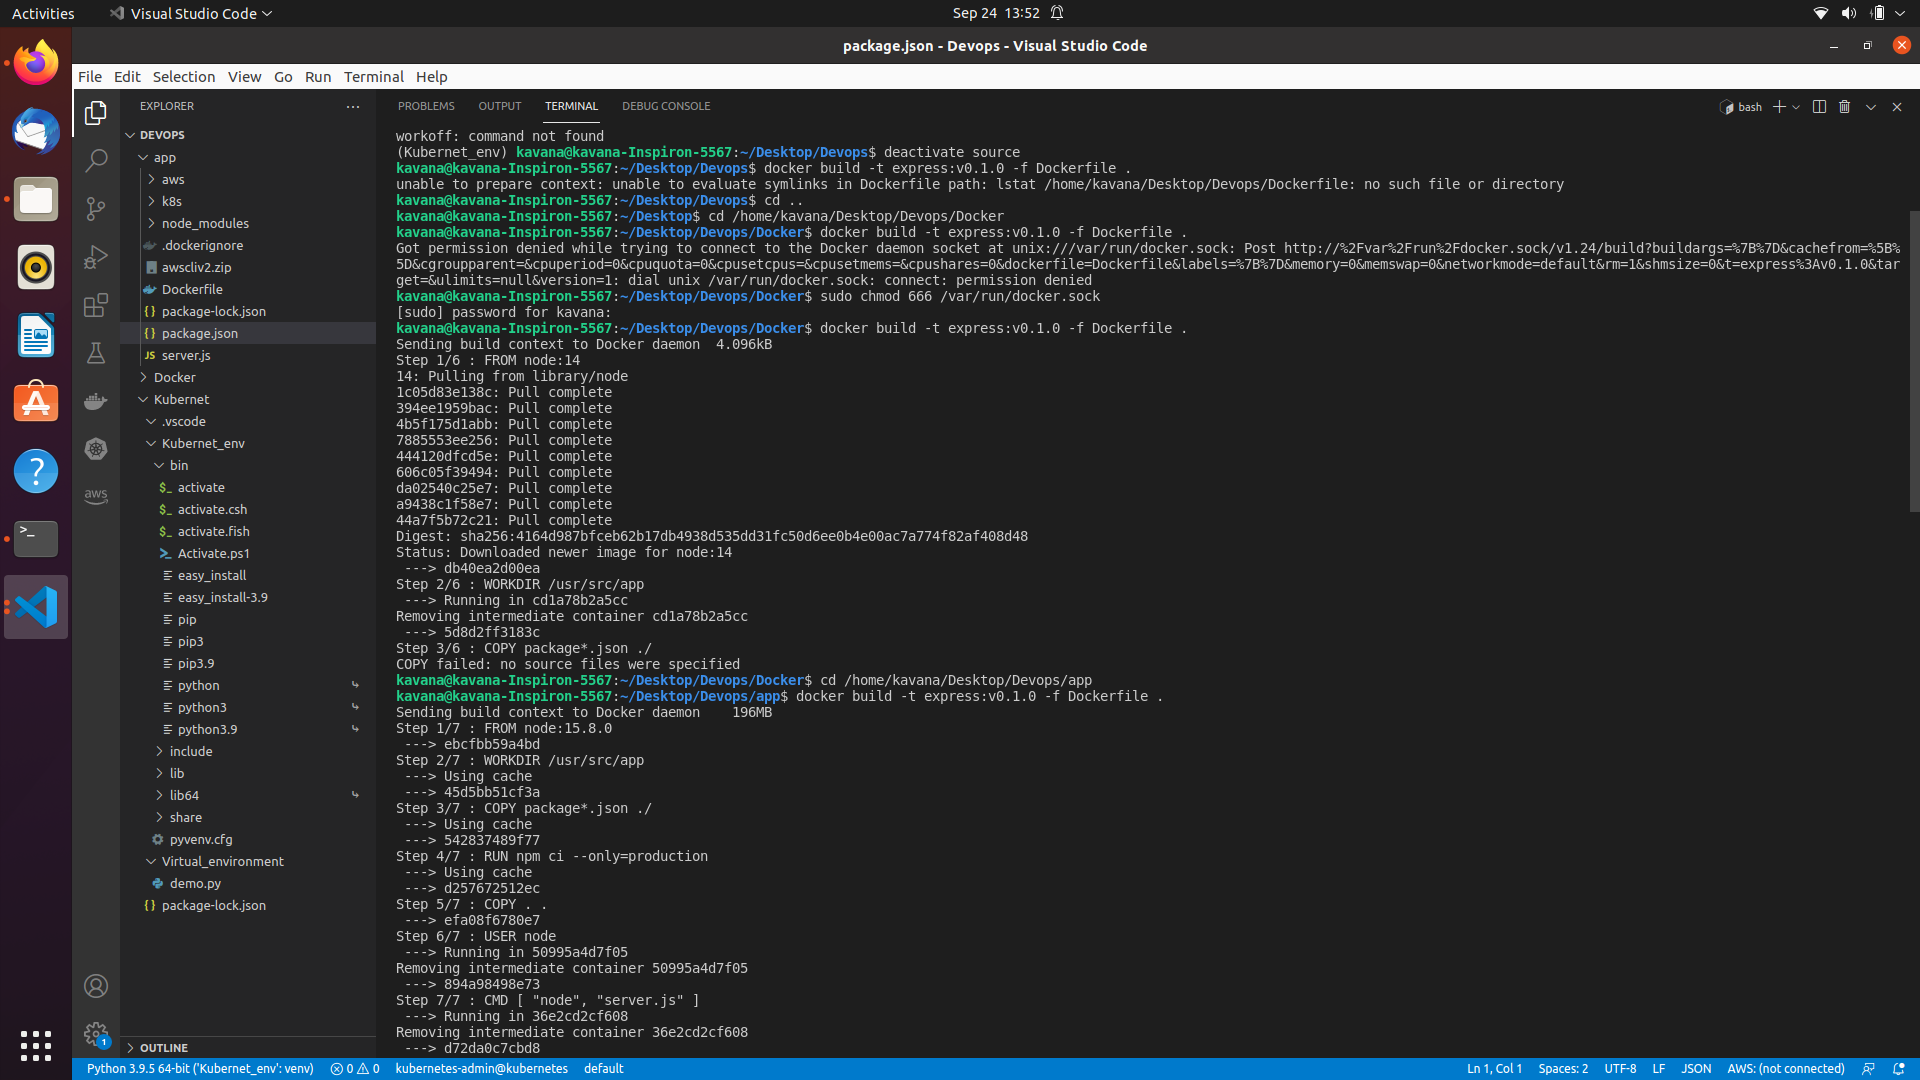 Activities
Visual Studio Code
Sep 24 13:52
package.json - Devops - Visual Studio Code
File Edit Selection View Go Run Terminal Help
EXPLORER
DEVOPS
app
aws
k8s
node_modules
.dockerignore
awscliv2.zip
Dockerfile
package-lock.json
package.json
JS server.js
Docker
Kubernet
.vscode
Kubernet_env
bin
activate
activate.csh
activate.fish
Activate.ps1
easy_install
easy_install-3.9
pip
pip3
pip3.9
python
python3
python3.9
include
lib
lib64
share
pyvenv.cfg
Virtual_environment
demo.py
package-lock.json
OUTLINE
aws
1
PROBLEMS OUTPUT TERMINAL DEBUG CONSOLE
bash
workoff: command not found
(Kubernet_env) kavana@kavana-Inspiron-5567:~/Desktop/Devops$ deactivate source
kavana@kavana-Inspiron-5567:~/Desktop/Devops$ docker build -t express:v0.1.0 -f Dockerfile .
unable to prepare context: unable to evaluate symlinks in Dockerfile path: lstat /home/kavana/Desktop/Devops/Dockerfile: no such file or directory
kavana@kavana-Inspiron-5567:~/Desktop/Devops$ cd ..
kavana@kavana-Inspiron-5567:~/Desktop$ cd /home/kavana/Desktop/Devops/Docker
kavana@kavana-Inspiron-5567:~/Desktop/Devops/Docker$ docker build -t express:v0.1.0 -f Dockerfile .
Got permission denied while trying to connect to the Docker daemon socket at unix:///var/run/docker.sock: Post http://%2Fvar%2Frun%2Fdocker.sock/v1.24/build?buildargs=%7B%7D&cachefrom=%5B%
5D&cgroupparent=&cpuperiod=0&cpuquota=0&cpusetcpus=&cpusetmems=&cpushares=0&dockerfile=Dockerfile&labels=%7B%7D&memory=0&memswap=0&networkmode=default&rm=1&shmsize=0&t=express%3Av0.1.0&tar
get=&ulimits=null&version=1: dial unix /var/run/docker.sock: connect: permission denied
kavana@kavana-Inspiron-5567:~/Desktop/Devops/Docker$ sudo chmod 666 /var/run/docker.sock
[sudo] password for kavana:
kavana@kavana-Inspiron-5567:~/Desktop/Devops/Docker$ docker build -t express:v0.1.0 -f Dockerfile .
Sending build context to Docker daemon  4.096kB
Step 1/6 : FROM node:14
14: Pulling from library/node
1c05d83e138c: Pull complete
394ee1959bac: Pull complete
4b5f175d1abb: Pull complete
7885553ee256: Pull complete
444120dfcd5e: Pull complete
606c05f39494: Pull complete
da02540c25e7: Pull complete
a9438c1f58e7: Pull complete
44a7f5b72c21: Pull complete
Digest: sha256:4164d987bfceb62b17db4938d535dd31fc50d6ee0b4e00ac7a774f82af408d48
Status: Downloaded newer image for node:14
---> db40ea2d00ea
Step 2/6 : WORKDIR /usr/src/app
---> Running in cd1a78b2a5cc
Removing intermediate container cd1a78b2a5cc
---> 5d8d2ff3183c
Step 3/6 : COPY package*.json ./
COPY failed: no source files were specified
kavana@kavana-Inspiron-5567:~/Desktop/Devops/Docker$ cd /home/kavana/Desktop/Devops/app
kavana@kavana-Inspiron-5567:~/Desktop/Devops/app$ docker build -t express:v0.1.0 -f Dockerfile .
Sending build context to Docker daemon    196MB
Step 1/7 : FROM node:15.8.0
---> ebcfbb59a4bd
Step 2/7 : WORKDIR /usr/src/app
---> Using cache
---> 45d5bb51cf3a
Step 3/7 : COPY package*.json ./
---> Using cache
---> 542837489f77
Step 4/7 : RUN npm ci --only=production
---> Using cache
---> d257672512ec
Step 5/7 : COPY . .
---> efa08f6780e7
Step 6/7 : USER node
---> Running in 50995a4d7f05
Removing intermediate container 50995a4d7f05
---> 894a98498e73
Step 7/7 : CMD [ "node", "server.js" ]
---> Running in 36e2cd2cf608
Removing intermediate container 36e2cd2cf608
---> d72da0c7cbd8
Python 3.9.5 64-bit ('Kubernet_env': venv) 0 0 kubernetes-admin@kubernetes default
Ln 1, Col 1 Spaces: 2 UTF-8 LF JSON AWS: (not connected)